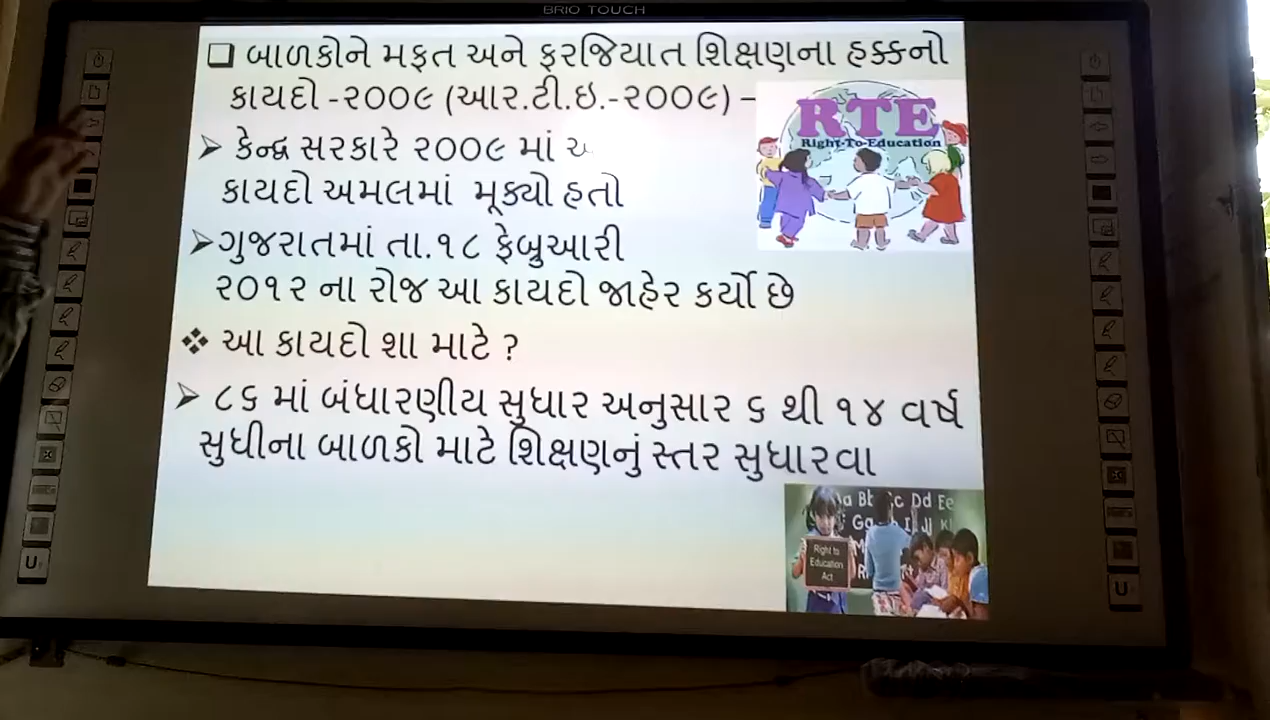 BRIO TOUCH
બાળકોને મફત અને ફરજિયાત શિક્ષણના હક્કનો
કાયદો -૨૦૦૯ (આર.ટી.ઇ.-૨૦૦૯) –
RTE
Right-To-Education
કેન્દ્ર સરકારે ૨૦૦૯ માં
કાયદો અમલમાં મૂક્યો હતો
ગુજરાતમાં તા.૧૮ ફેબ્રુઆરી
૨૦૧૨ ના રોજ આ કાયદો જાહેર કર્યો છે
આ કાયદો શા માટે ?
૮૬ માં બંધારણીય સુધાર અનુસાર ૬ થી ૧૪ વર્ષ
સુધીના બાળકો માટે શિક્ષણનું સ્તર સુધારવા
Dd Ee
Right to
Education
Act